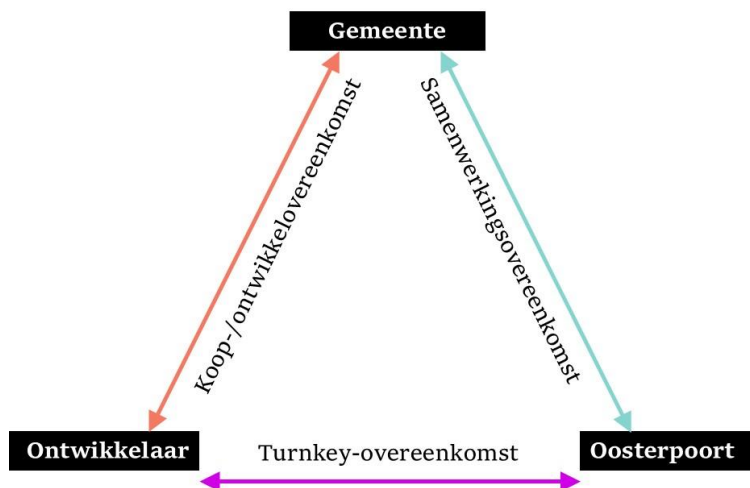 Gemeente
Koop-/ontwikkelovereenkomst
Samenwerkingsovereenkomst
Ontwikkelaar
Turnkey-overeenkomst
Oosterpoort